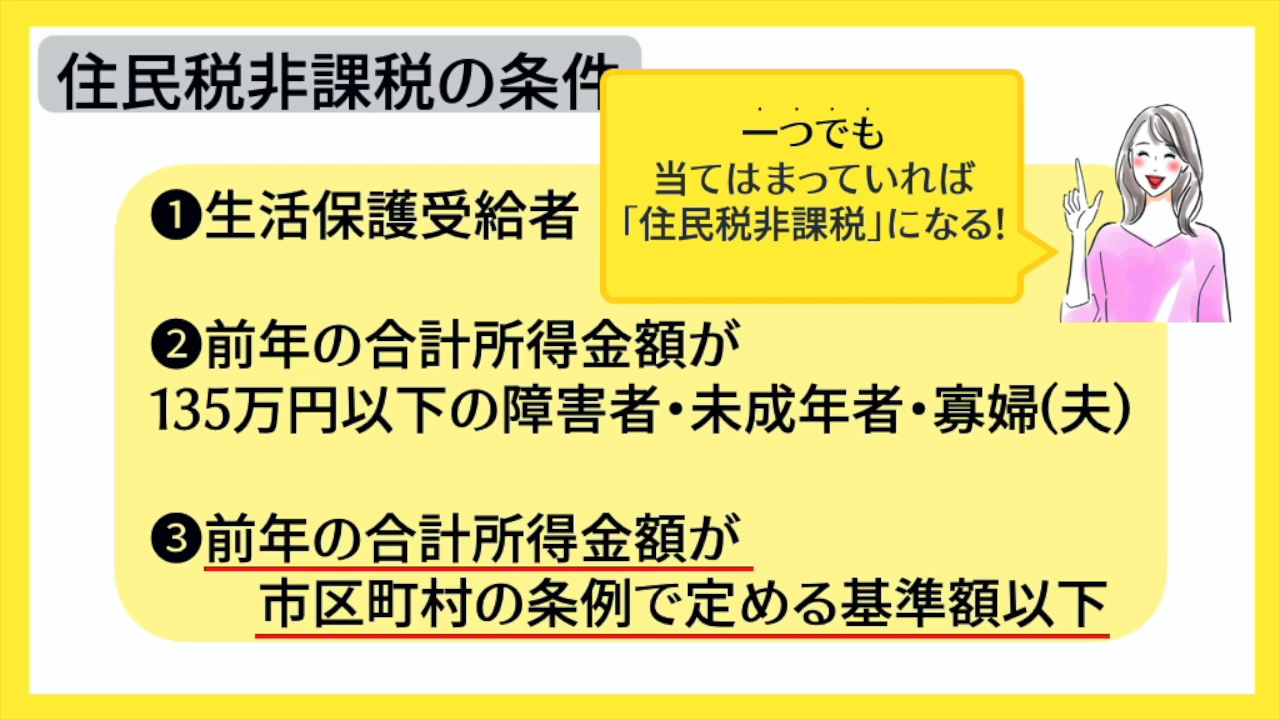 住民税非課税の条件
一つでも
当てはまっていれば
「住民税非課税」になる!
❶生活保護受給者
❷前年の合計所得金額が
135万円以下の障害者・未成年者・寡婦(夫)
❸前年の合計所得金額が
市区町村の条例で定める基準額以下